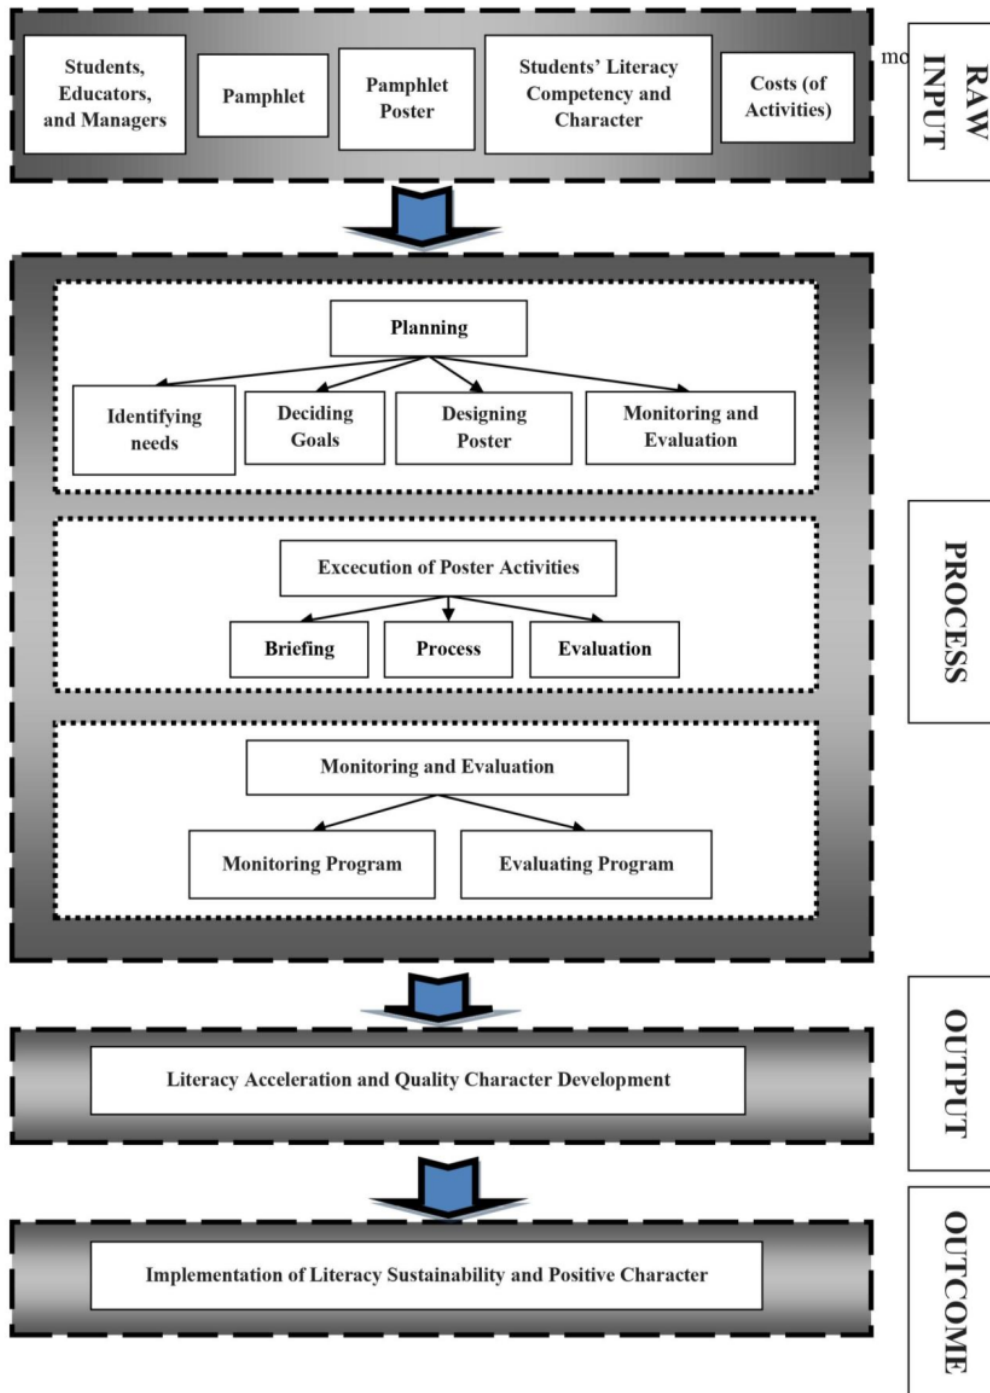 Students,
Educators,
and Managers
Pamphlet
Pamphlet
Poster
Students' Literacy
Competency and
Character
Costs (of
Activities)
RAW
INPUT
Planning
Identifying
needs
Deciding
Goals
Designing
Poster
Monitoring and
Evaluation
Excecution of Poster Activities
Briefing
Process
Evaluation
Monitoring and Evaluation
Monitoring Program
Evaluating Program
PROCESS
Literacy Acceleration and Quality Character Development
OUTPUT
Implementation of Literacy Sustainability and Positive Character
OUTCOME